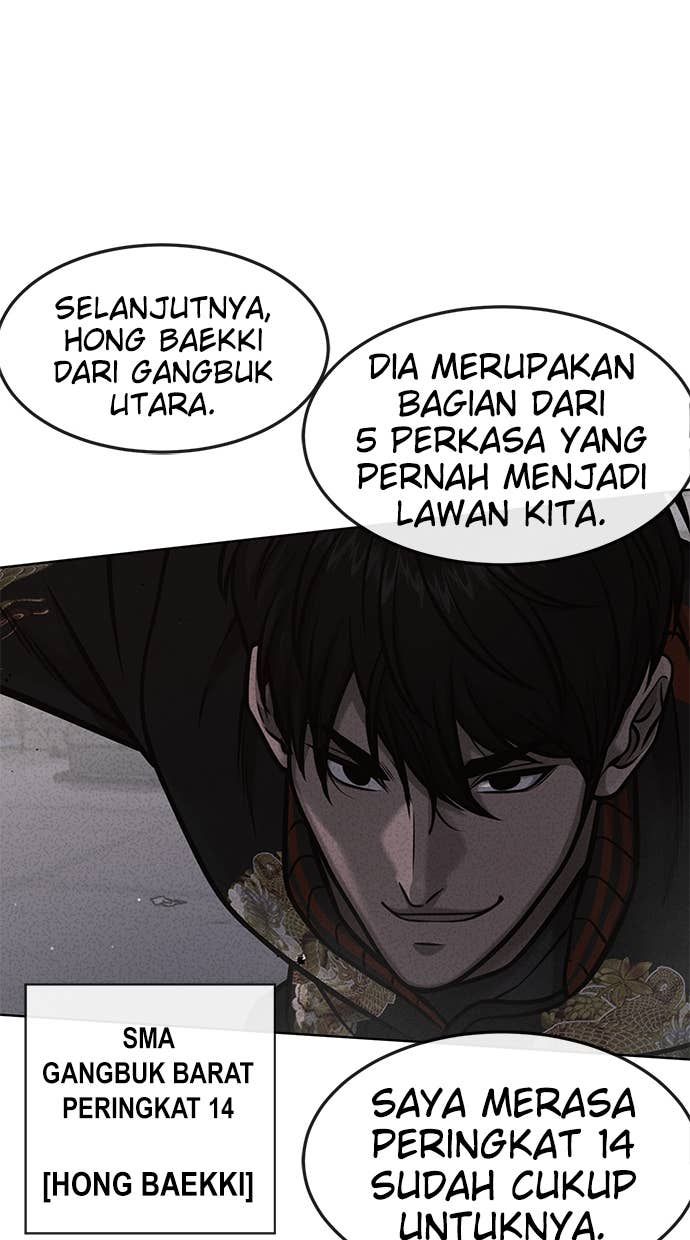 SELANJUTNYA,
HONG BAEKKI
DARI GANGBUK
UTARA.
DIA MERUPAKAN
BAGIAN DARI
5 PERKASA YANG
PERNAH MENJADI
LAWAN KITA.
SMA
GANGBUK BARAT
PERINGKAT 14
[HONG BAEKKI]
SAYA MERASA
PERINGKAT 14
SUDAH CUKUP
UNTUKNYA.